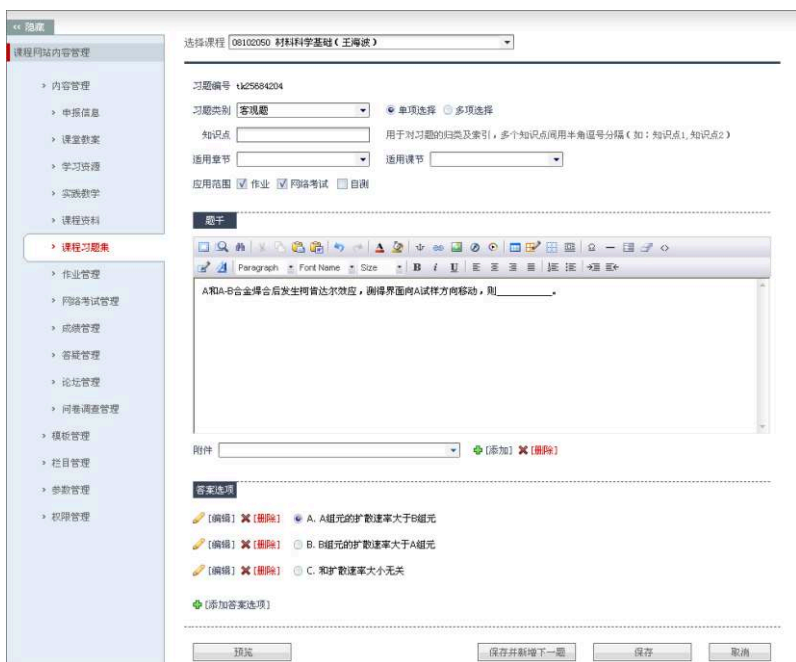 << 隐藏
课程网站内容管理
选择课程 08102050 材料科学基础(王海波)
> 内容管理
> 申报信息
> 课堂教案
> 学习资源
> 实践教学
> 课程资料
> 课程习题集
> 作业管理
> 网络考试管理
> 成绩管理
> 答疑管理
> 论坛管理
> 问卷调查管理
> 模板管理
> 栏目管理
> 参数管理
> 权限管理
习题编号 tk25684204
习题类别 客观题 单项选择 多项选择
知识点 用于对习题的归类及索引,多个知识点间用半角逗号分隔(如:知识点1,知识点2)
适用章节 适用课节
应用范围 作业 网络考试 自测
题干
Paragraph Font Name Size B i U
A和A-B合金焊合后发生柯肯达尔效应,测得界面向A试样方向移动,则__________。
附件 [添加] [删除]
答案选项
[编辑] [删除] A. A组元的扩散速率大于B组元
[编辑] [删除] B. B组元的扩散速率大于A组元
[编辑] [删除] C. 和扩散速率大小无关
[添加答案选项]
预览 保存并新增下一题 保存 取消